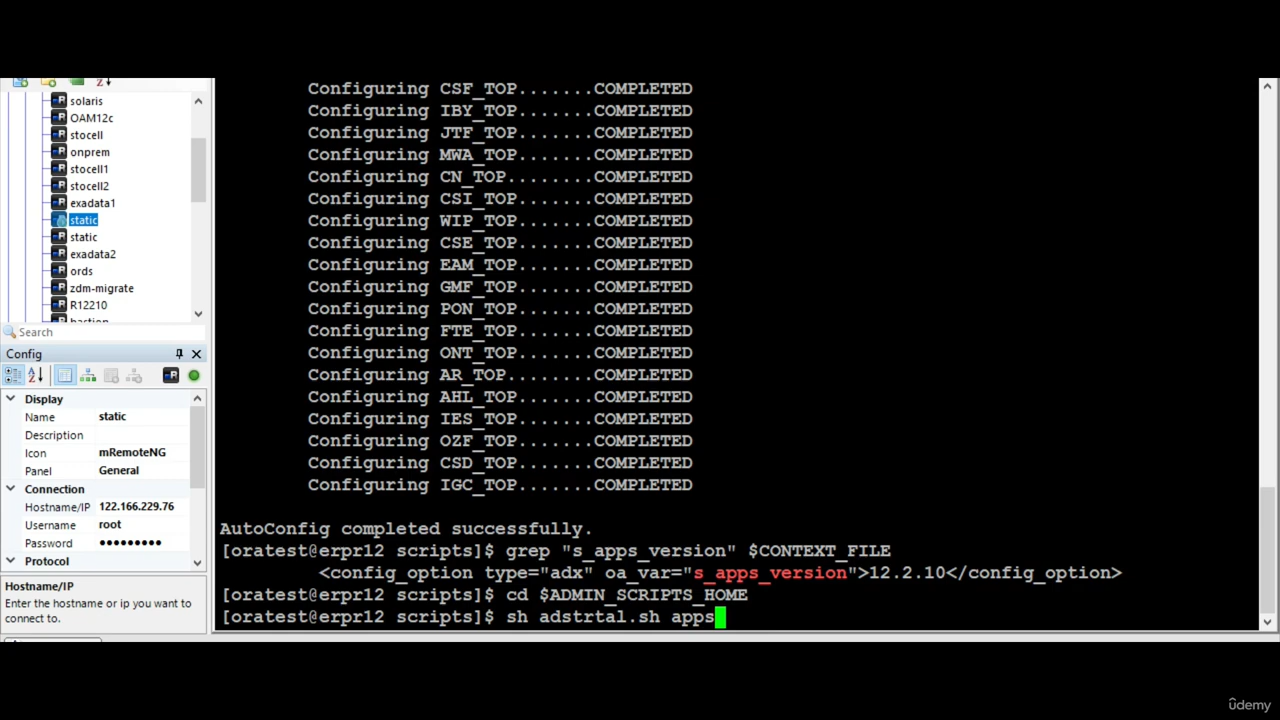 solaris
OAM12c
stocell
onprem
stocell1
stocell2
exadata1
static
static
exadata2
ords
zdm-migrate
R12210
bastion
Search
Config
Display
Name static
Description
Icon mRemoteNG
Panel General
Connection
Hostname/IP 122.166.229.76
Username root
Password ●●●●●●●●●
Protocol
Hostname/IP
Enter the hostname or ip you want to
connect to.
Configuring CSF_TOP.......COMPLETED
Configuring IBY_TOP.......COMPLETED
Configuring JTF_TOP.......COMPLETED
Configuring MWA_TOP.......COMPLETED
Configuring CN_TOP........COMPLETED
Configuring CSI_TOP.......COMPLETED
Configuring WIP_TOP.......COMPLETED
Configuring CSE_TOP.......COMPLETED
Configuring EAM_TOP.......COMPLETED
Configuring GMF_TOP.......COMPLETED
Configuring PON_TOP.......COMPLETED
Configuring FTE_TOP.......COMPLETED
Configuring ONT_TOP.......COMPLETED
Configuring AR_TOP........COMPLETED
Configuring AHL_TOP.......COMPLETED
Configuring IES_TOP.......COMPLETED
Configuring OZF_TOP.......COMPLETED
Configuring CSD_TOP.......COMPLETED
Configuring IGC_TOP.......COMPLETED
AutoConfig completed successfully.
[oratest@erpr12 scripts]$ grep "s_apps_version" $CONTEXT_FILE
<config_option type="adx" oa_var="s_apps_version">12.2.10</config_option>
[oratest@erpr12 scripts]$ cd $ADMIN_SCRIPTS_HOME
[oratest@erpr12 scripts]$ sh adstrtal.sh apps
ûdemy